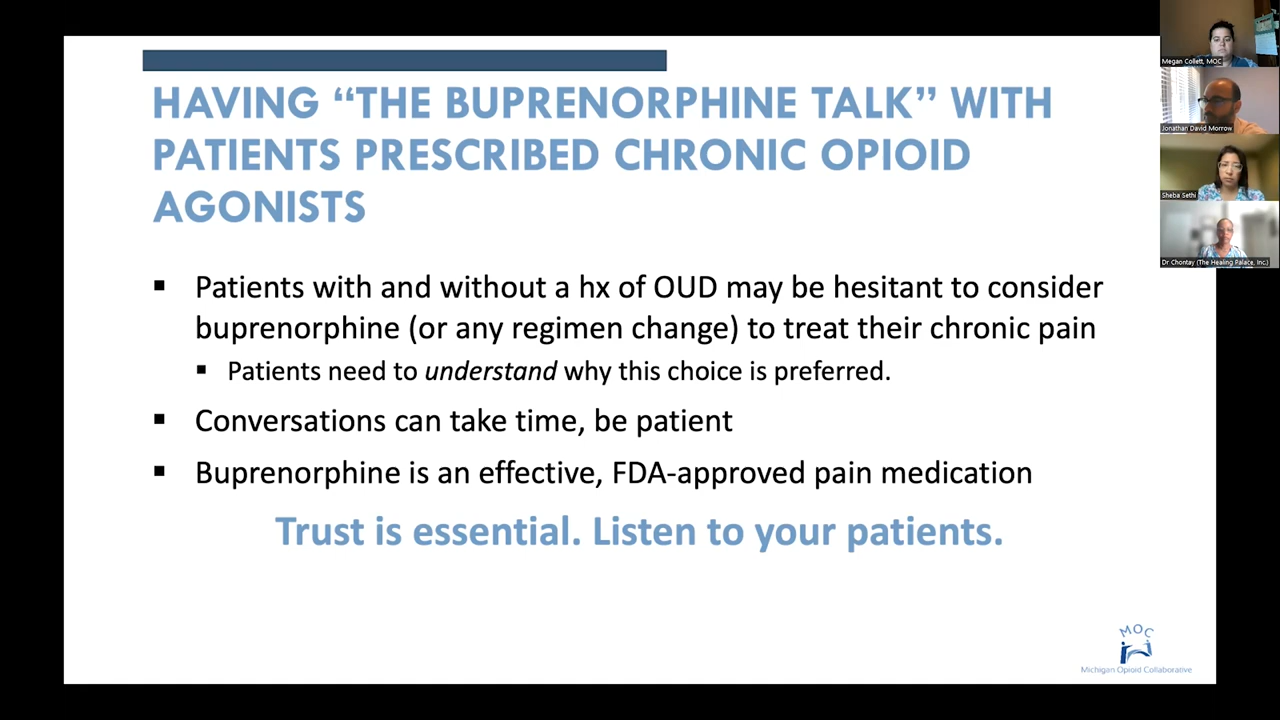 HAVING “THE BUPRENORPHINE TALK” WITH
PATIENTS PRESCRIBED CHRONIC OPIOID
AGONISTS
Patients with and without a hx of OUD may be hesitant to consider
buprenorphine (or any regimen change) to treat their chronic pain
Patients need to understand why this choice is preferred.
Conversations can take time, be patient
Buprenorphine is an effective, FDA-approved pain medication
Trust is essential. Listen to your patients.
MOC
Michigan Opioid Collaborative
Megan Collett, MOC
Jonathan David Morrow
Sheba Sethi
Dr Chontay (The Healing Palace, Inc.)